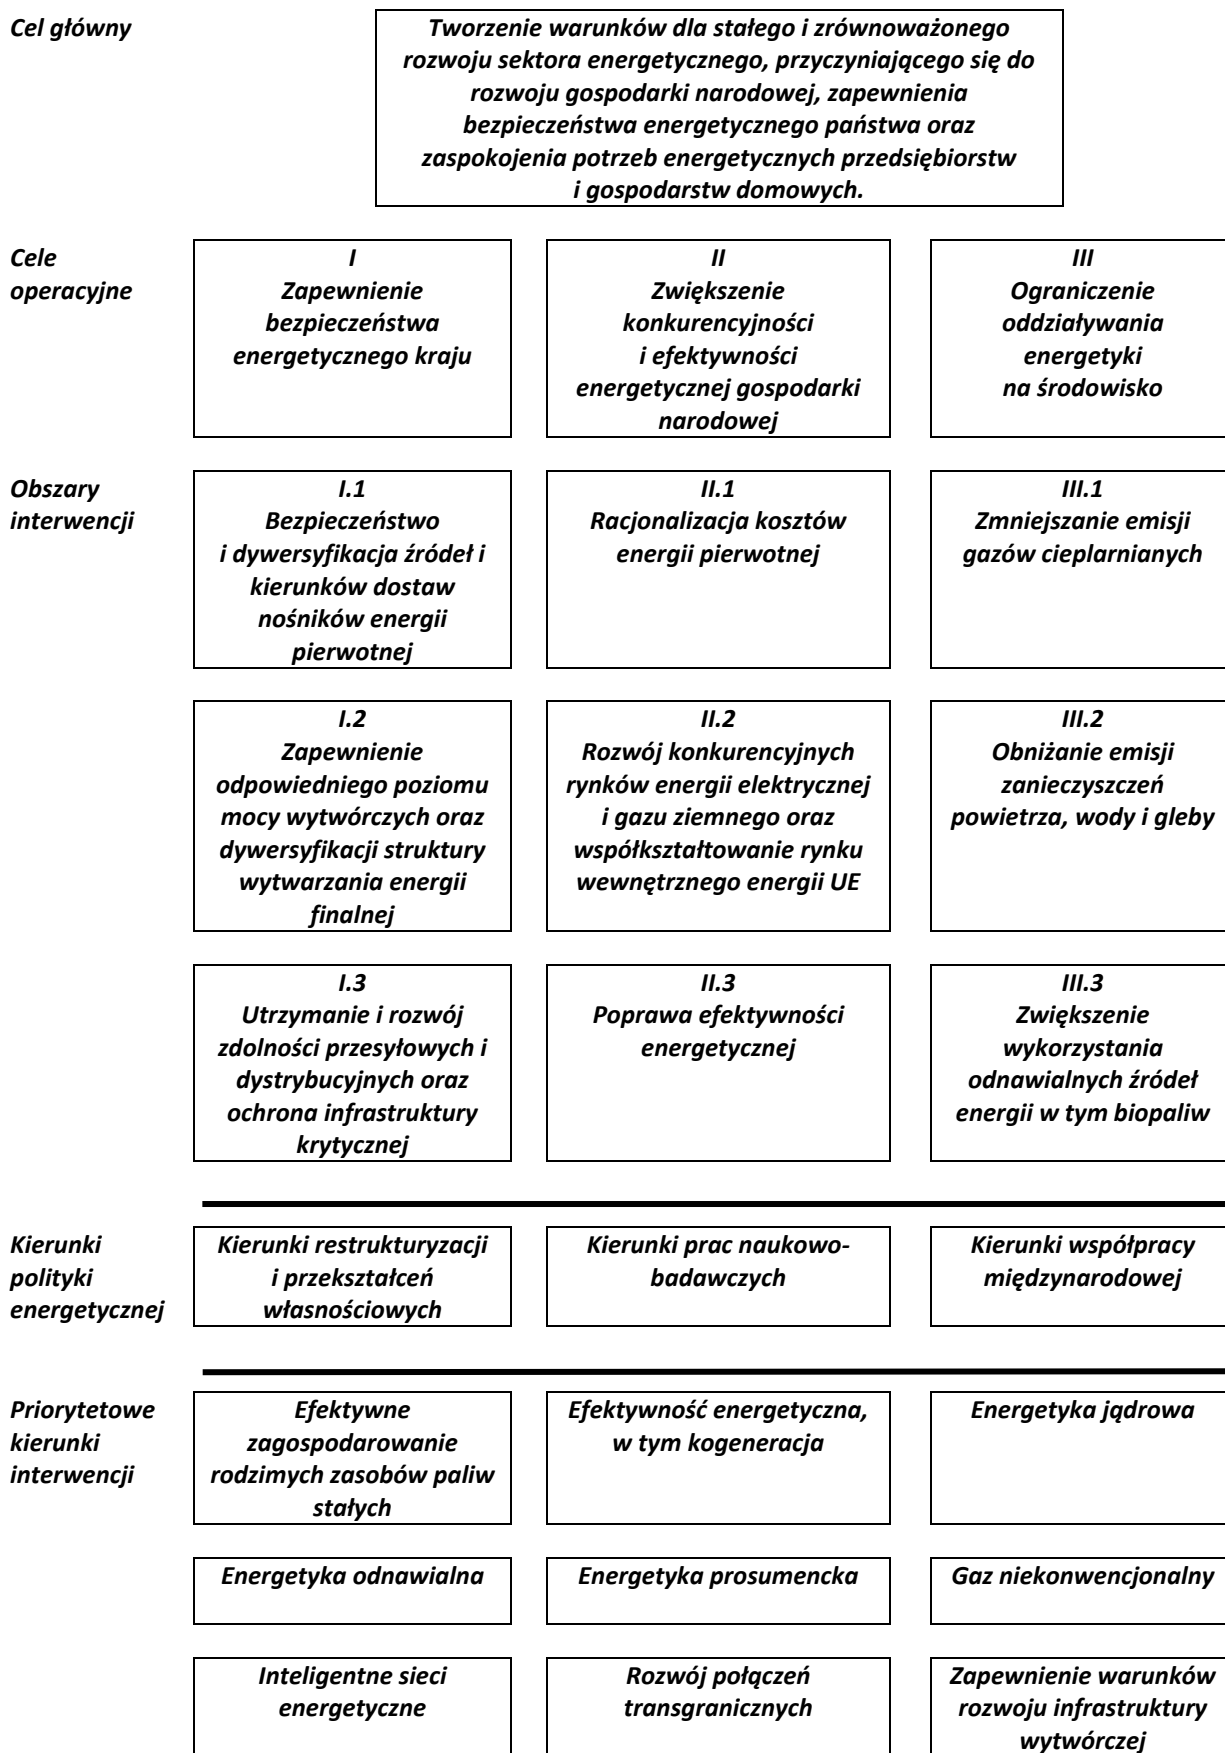 Cel główny
Tworzenie warunków dla stałego i zrównoważonego
rozwoju sektora energetycznego, przyczyniającego się do
rozwoju gospodarki narodowej, zapewnienia
bezpieczeństwa energetycznego państwa oraz
zaspokojenia potrzeb energetycznych przedsiębiorstw
i gospodarstw domowych.
Cele
operacyjne
I
Zapewnienie
bezpieczeństwa
energetycznego kraju
II
Zwiększenie
konkurencyjności
i efektywności
energetycznej gospodarki
narodowej
III
Ograniczenie
oddziaływania
energetyki
na środowisko
Obszary
interwencji
I.1
Bezpieczeństwo
i dywersyfikacja źródeł i
kierunków dostaw
nośników energii
pierwotnej
II.1
Racjonalizacja kosztów
energii pierwotnej
III.1
Zmniejszanie emisji
gazów cieplarnianych
I.2
Zapewnienie
odpowiedniego poziomu
mocy wytwórczych oraz
dywersyfikacji struktury
wytwarzania energii
finalnej
II.2
Rozwój konkurencyjnych
rynków energii elektrycznej
i gazu ziemnego oraz
współkształtowanie rynku
wewnętrznego energii UE
III.2
Obniżanie emisji
zanieczyszczeń
powietrza, wody i gleby
I.3
Utrzymanie i rozwój
zdolności przesyłowych i
dystrybucyjnych oraz
ochrona infrastruktury
krytycznej
II.3
Poprawa efektywności
energetycznej
III.3
Zwiększenie
wykorzystania
odnawialnych źródeł
energii w tym biopaliw
Kierunki
polityki
energetycznej
Kierunki restrukturyzacji
i przekształceń
własnościowych
Kierunki prac naukowo-
badawczych
Kierunki współpracy
międzynarodowej
Priorytetowe
kierunki
interwencji
Efektywne
zagospodarowanie
rodzimych zasobów paliw
stałych
Efektywność energetyczna,
w tym kogeneracja
Energetyka jądrowa
Energetyka odnawialna
Energetyka prosumencka
Gaz niekonwencjonalny
Inteligentne sieci
energetyczne
Rozwój połączeń
transgranicznych
Zapewnienie warunków
rozwoju infrastruktury
wytwórczej